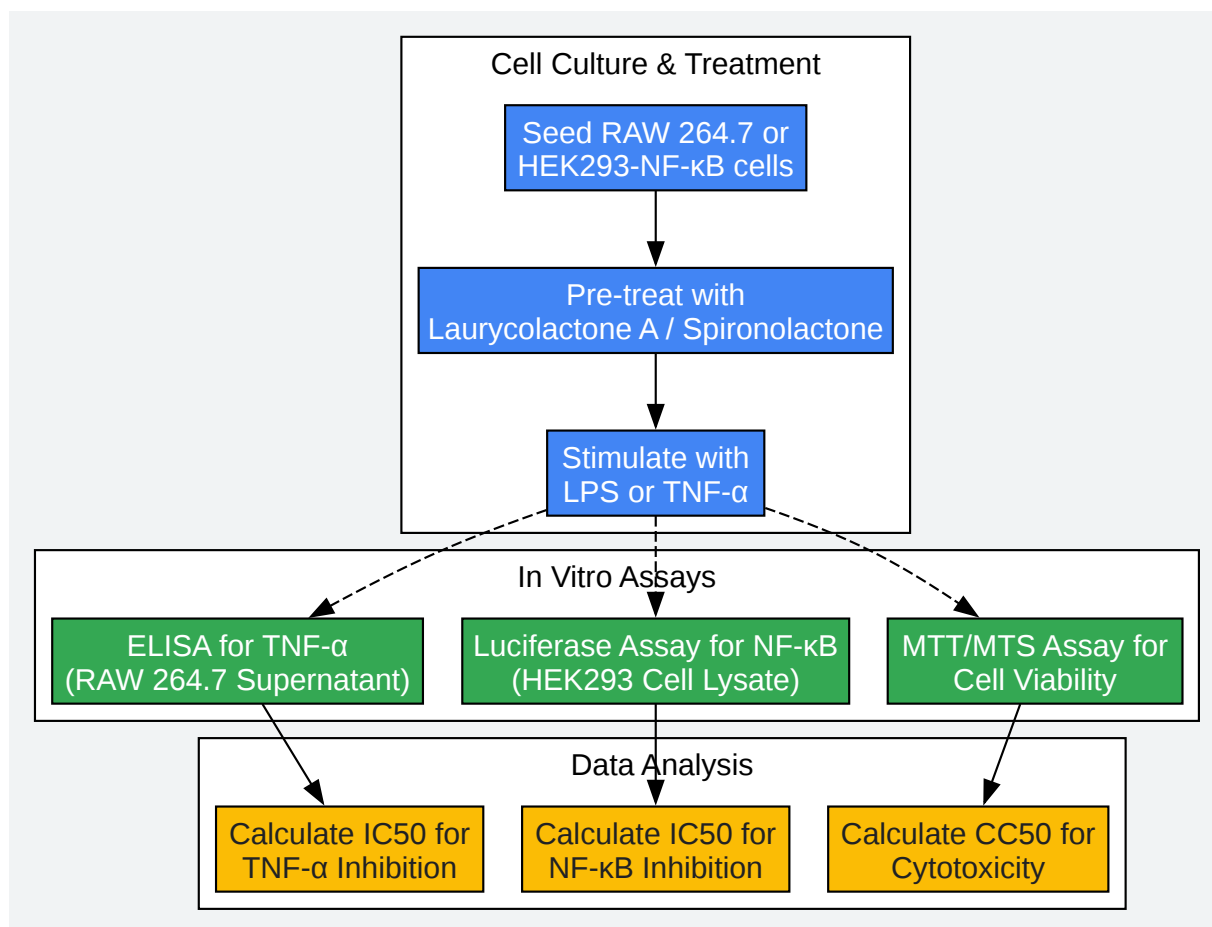 Cell Culture & Treatment
Seed RAW 264.7 or
HEK293-NF-κB cells
Pre-treat with
Laurycolactone A / Spironolactone
Stimulate with
LPS or TNF-α
In Vitro Assays
ELISA for TNF-α
(RAW 264.7 Supernatant)
Luciferase Assay for NF-κB
(HEK293 Cell Lysate)
MTT/MTS Assay for
Cell Viability
Data Analysis
Calculate IC50 for
TNF-α Inhibition
Calculate IC50 for
NF-κB Inhibition
Calculate CC50 for
Cytotoxicity